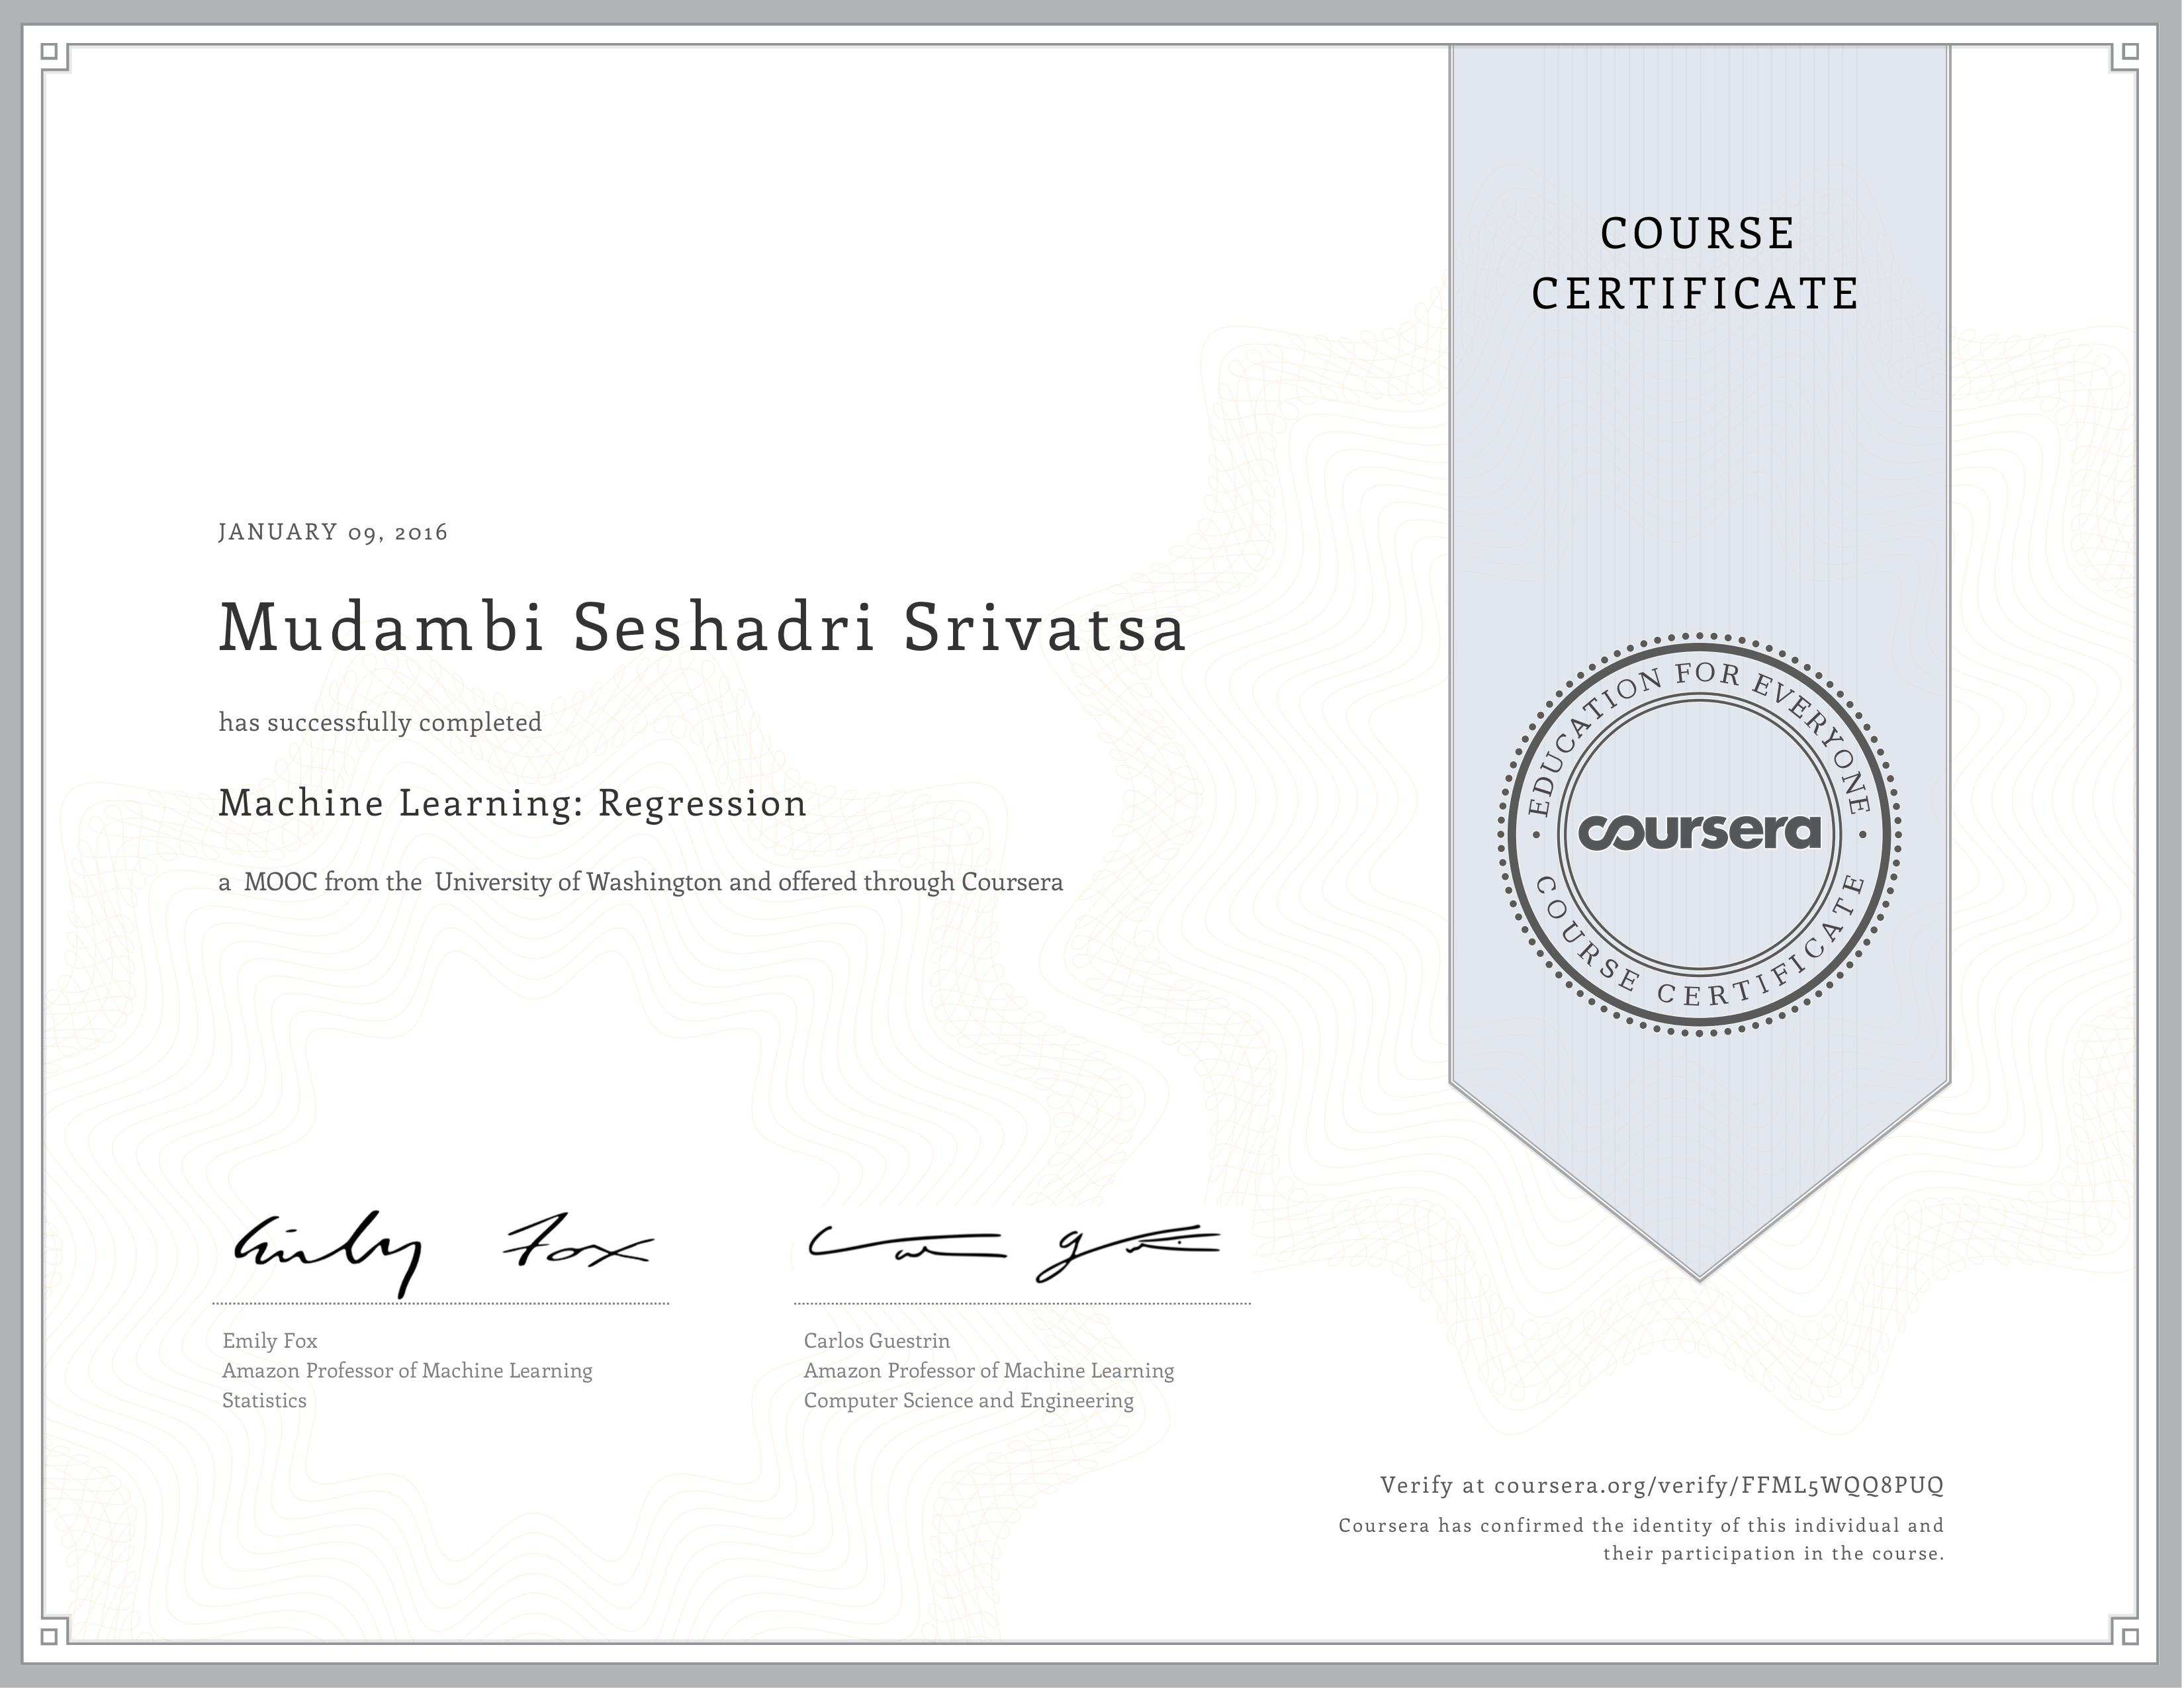 COURSE
CERTIFICATE
JANUARY 09, 2016
Mudambi Seshadri Srivatsa
has successfully completed
Machine Learning: Regression
a MOOC from the University of Washington and offered through Coursera
EDUCATION FOR EVERYONE
coursera
COURSE CERTIFICATE
Emily Fox
Emily Fox
Amazon Professor of Machine Learning
Statistics
Carlos Guestrin
Amazon Professor of Machine Learning
Computer Science and Engineering
Verify at coursera.org/verify/FFML5WQQ8PUQ
Coursera has confirmed the identity of this individual and
their participation in the course.